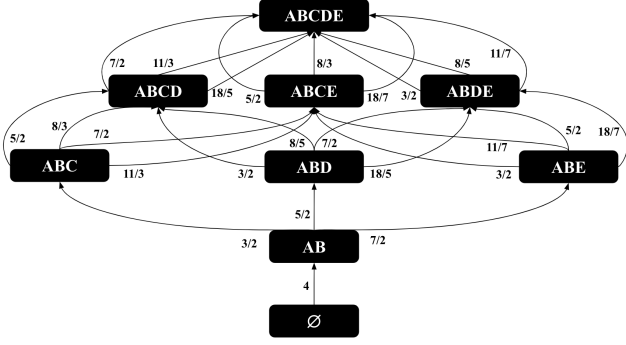 ABCDE
7/2 11/3 8/3 8/5 11/7
ABCD 18/5 5/2 ABCE 18/7 3/2 ABDE
5/2 8/3 7/2 8/5 7/2 11/7 5/2 18/7
ABC 11/3 3/2 ABD 18/5 3/2 ABE
5/2
3/2 AB 7/2
4
∅